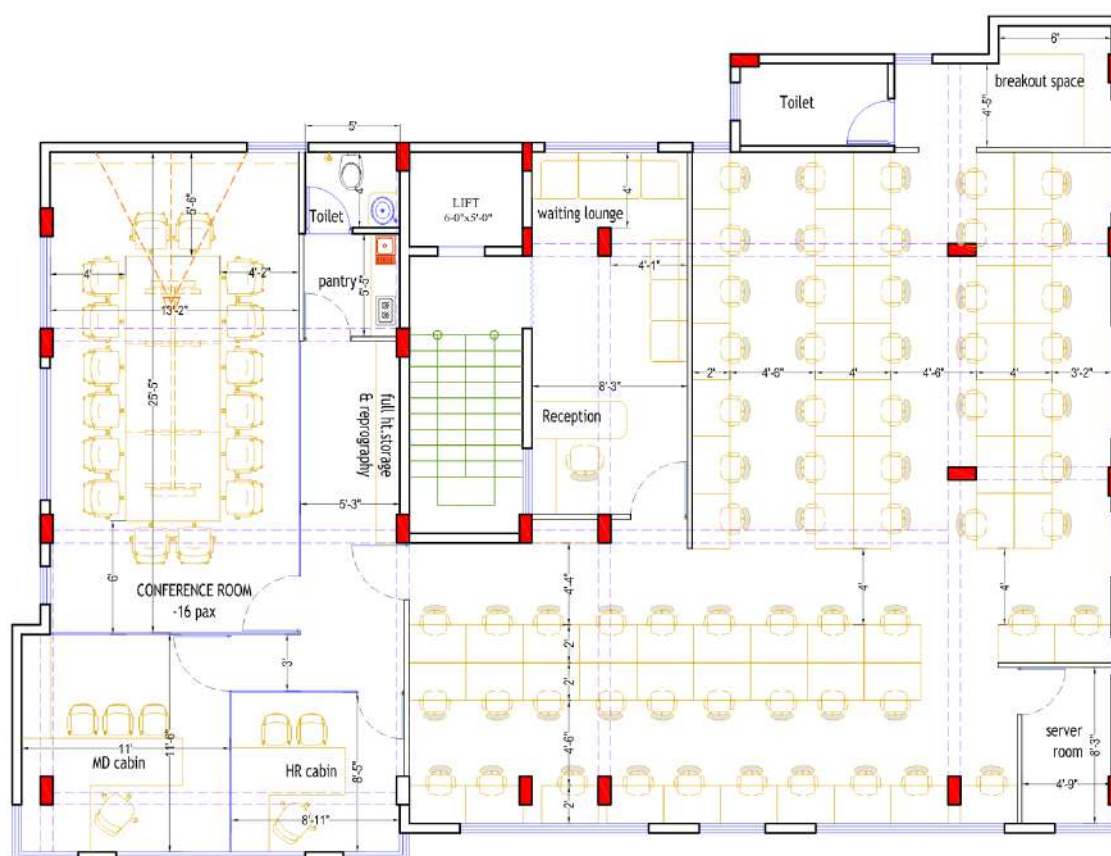 6'
breakout space
4'-5"
Toilet
5'
5'-6"
4'
Toilet
LIFT
6-0"x5'-0"
4'
waiting lounge
4'
4'-2"
13'-2"
pantry
5'-5"
4'-1"
25'-5"
full ht.storage
& reprography
8'-3"
Reception
2'
4'-6"
4'
4'-6"
4'
3'-2"
5'-3"
6'
CONFERENCE ROOM
-16 pax
4'-4"
4'
4'
2'
2'
3'
4'-6"
11'
11'-6"
MD cabin
HR cabin
8'-5"
8'-11"
2'
server
room
8'-3"
4'-9"